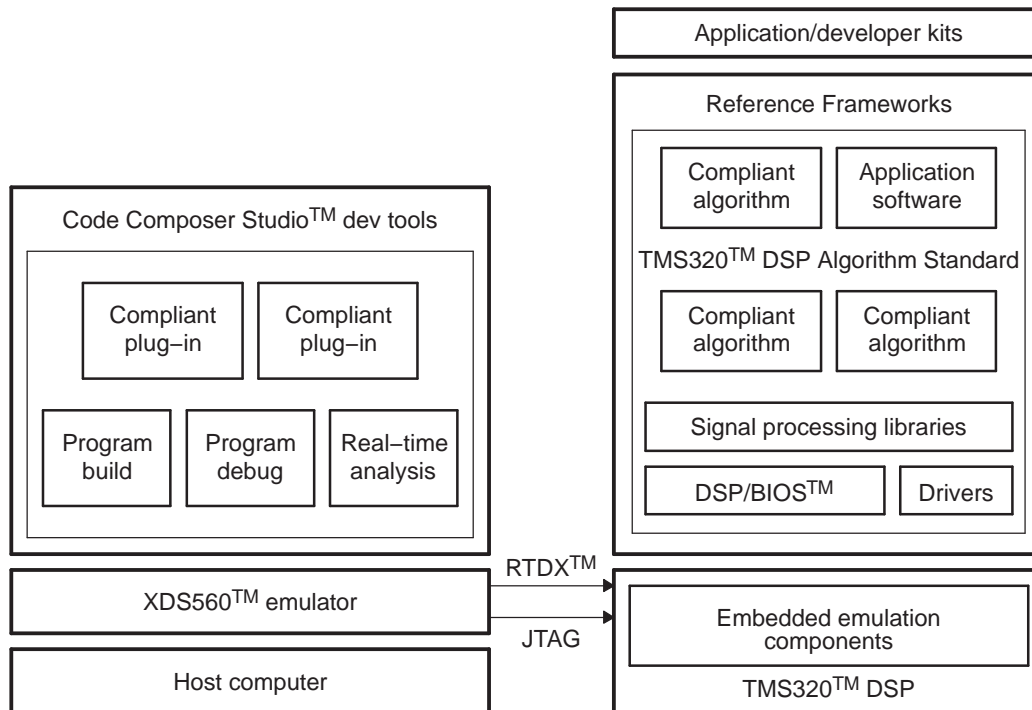 Application/developer kits
Reference Frameworks
Compliant
algorithm
Application
software
TMS320™ DSP Algorithm Standard
Compliant
algorithm
Compliant
algorithm
Signal processing libraries
DSP/BIOS™
Drivers
Code Composer Studio™ dev tools
Compliant
plug−in
Compliant
plug−in
Program
build
Program
debug
Real−time
analysis
XDS560™ emulator
Host computer
RTDX™
JTAG
Embedded emulation
components
TMS320™ DSP